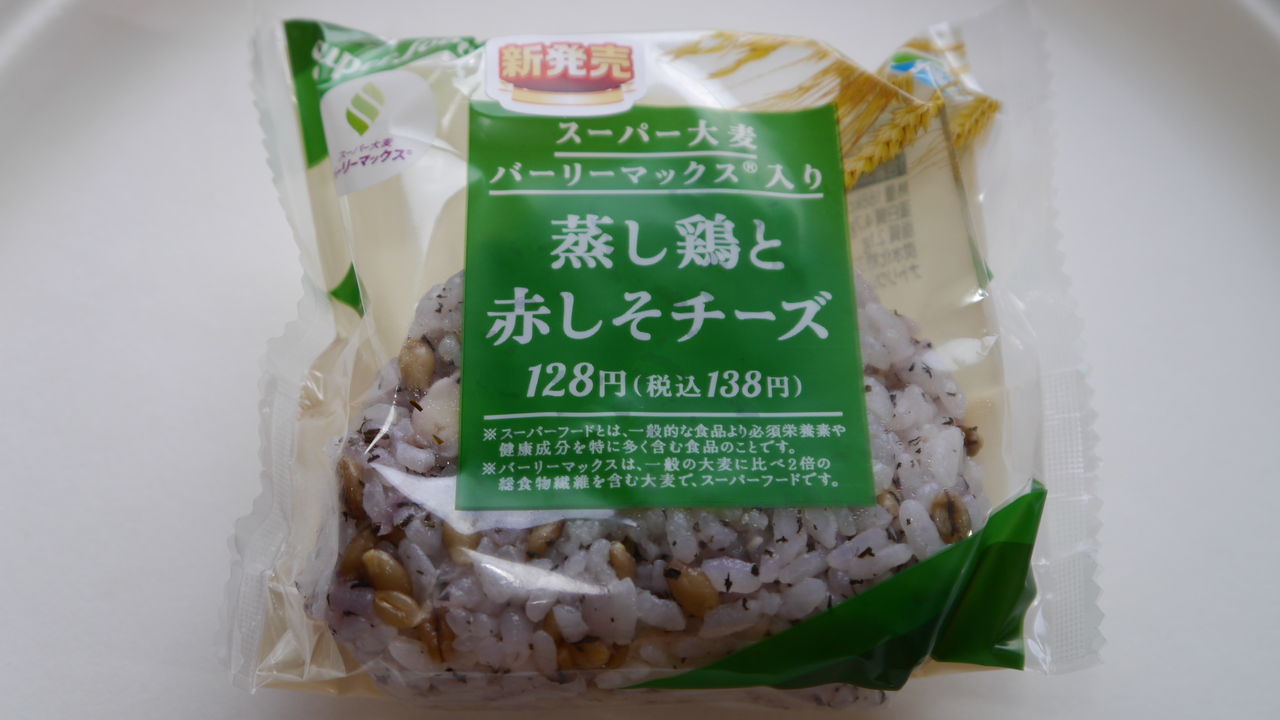 新発売
スーパー大麦
バーリーマックス®
スーパー大麦
バーリーマックス®入り
蒸し鶏と
赤しそチーズ
128円(税込138円)
※スーパーフードとは、一般的な食品より必須栄養素や
健康成分を特に多く含む食品のことです。
※バーリーマックスは、一般の大麦に比べ2倍の
総食物繊維を含む大麦で、スーパーフードです。